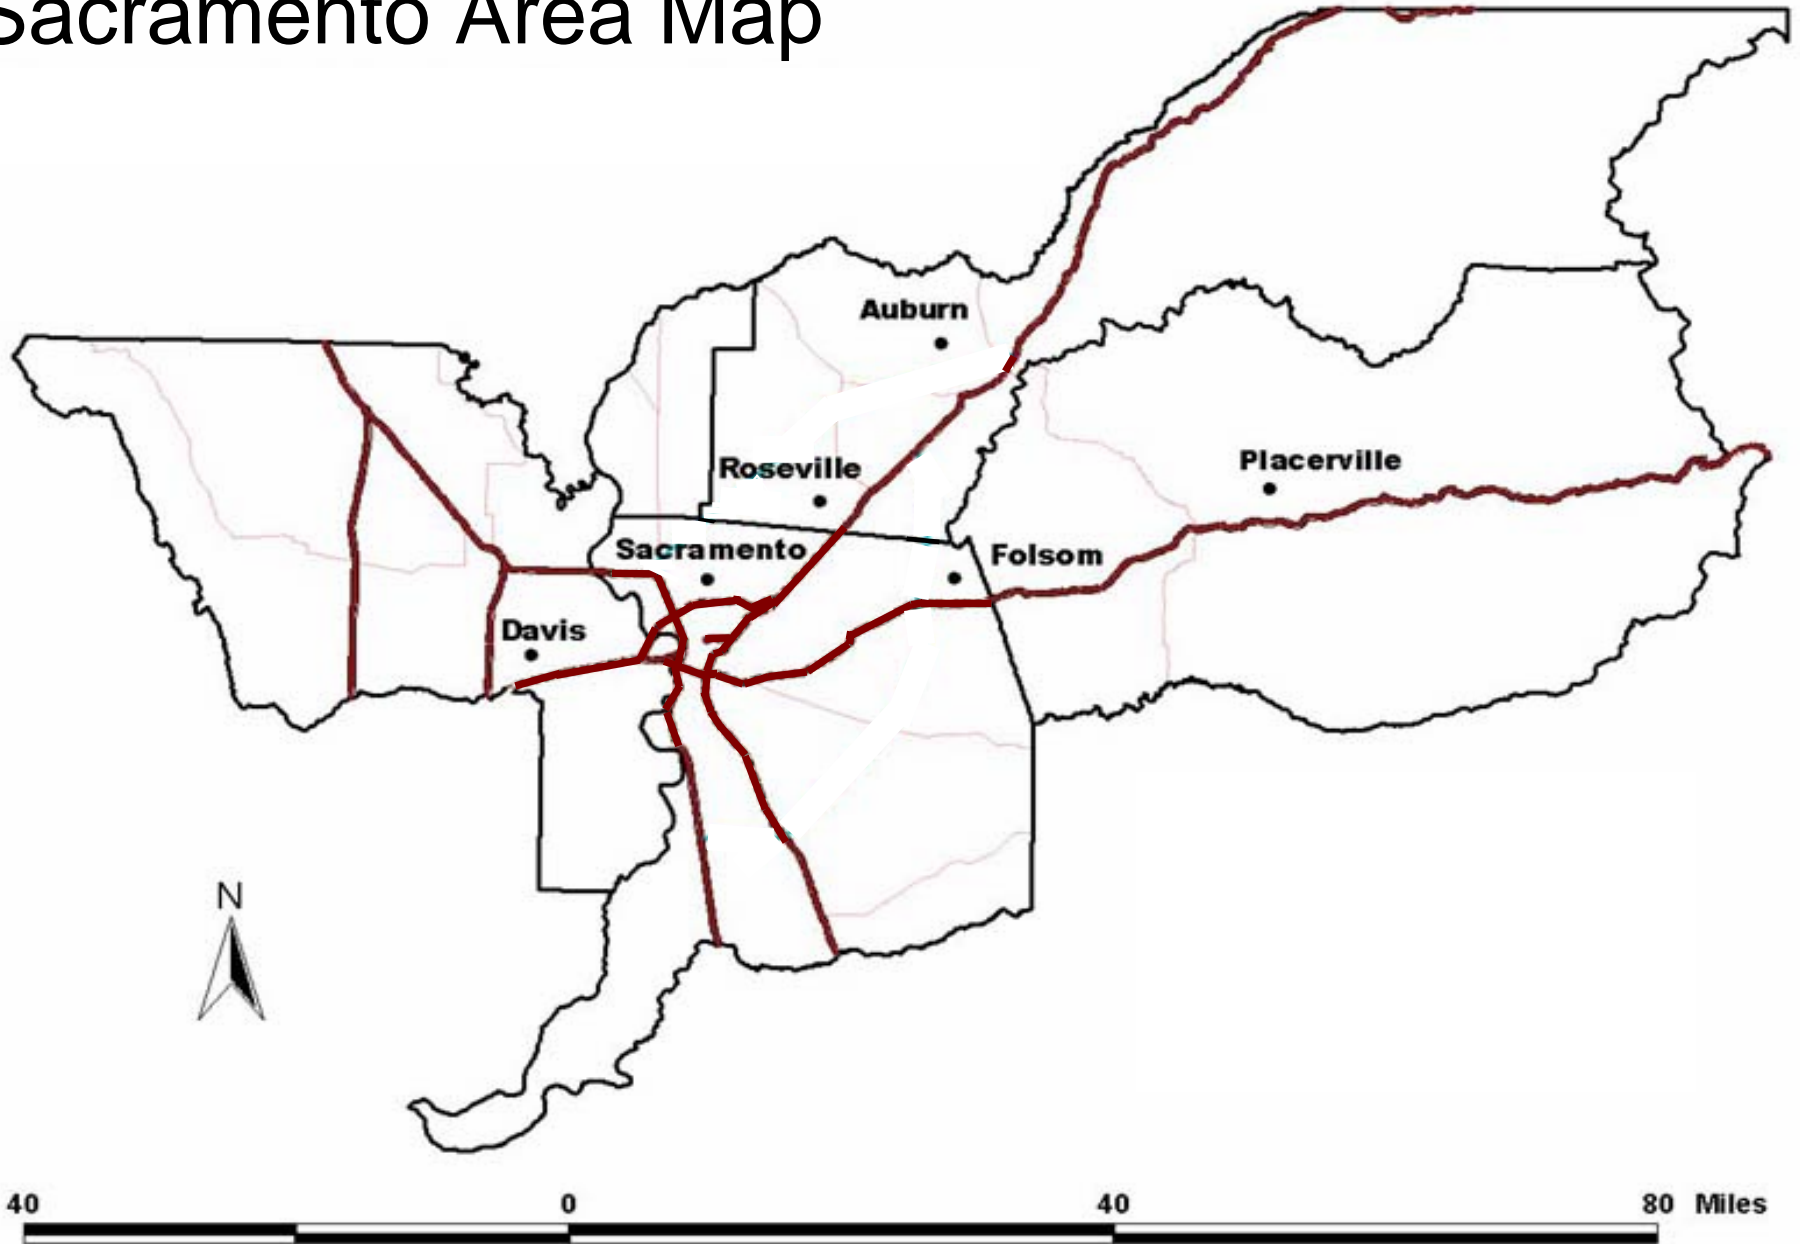 Sacramento Area Map
Auburn
Roseville
Placerville
Sacramento
Folsom
Davis
N
40 0 40 80 Miles